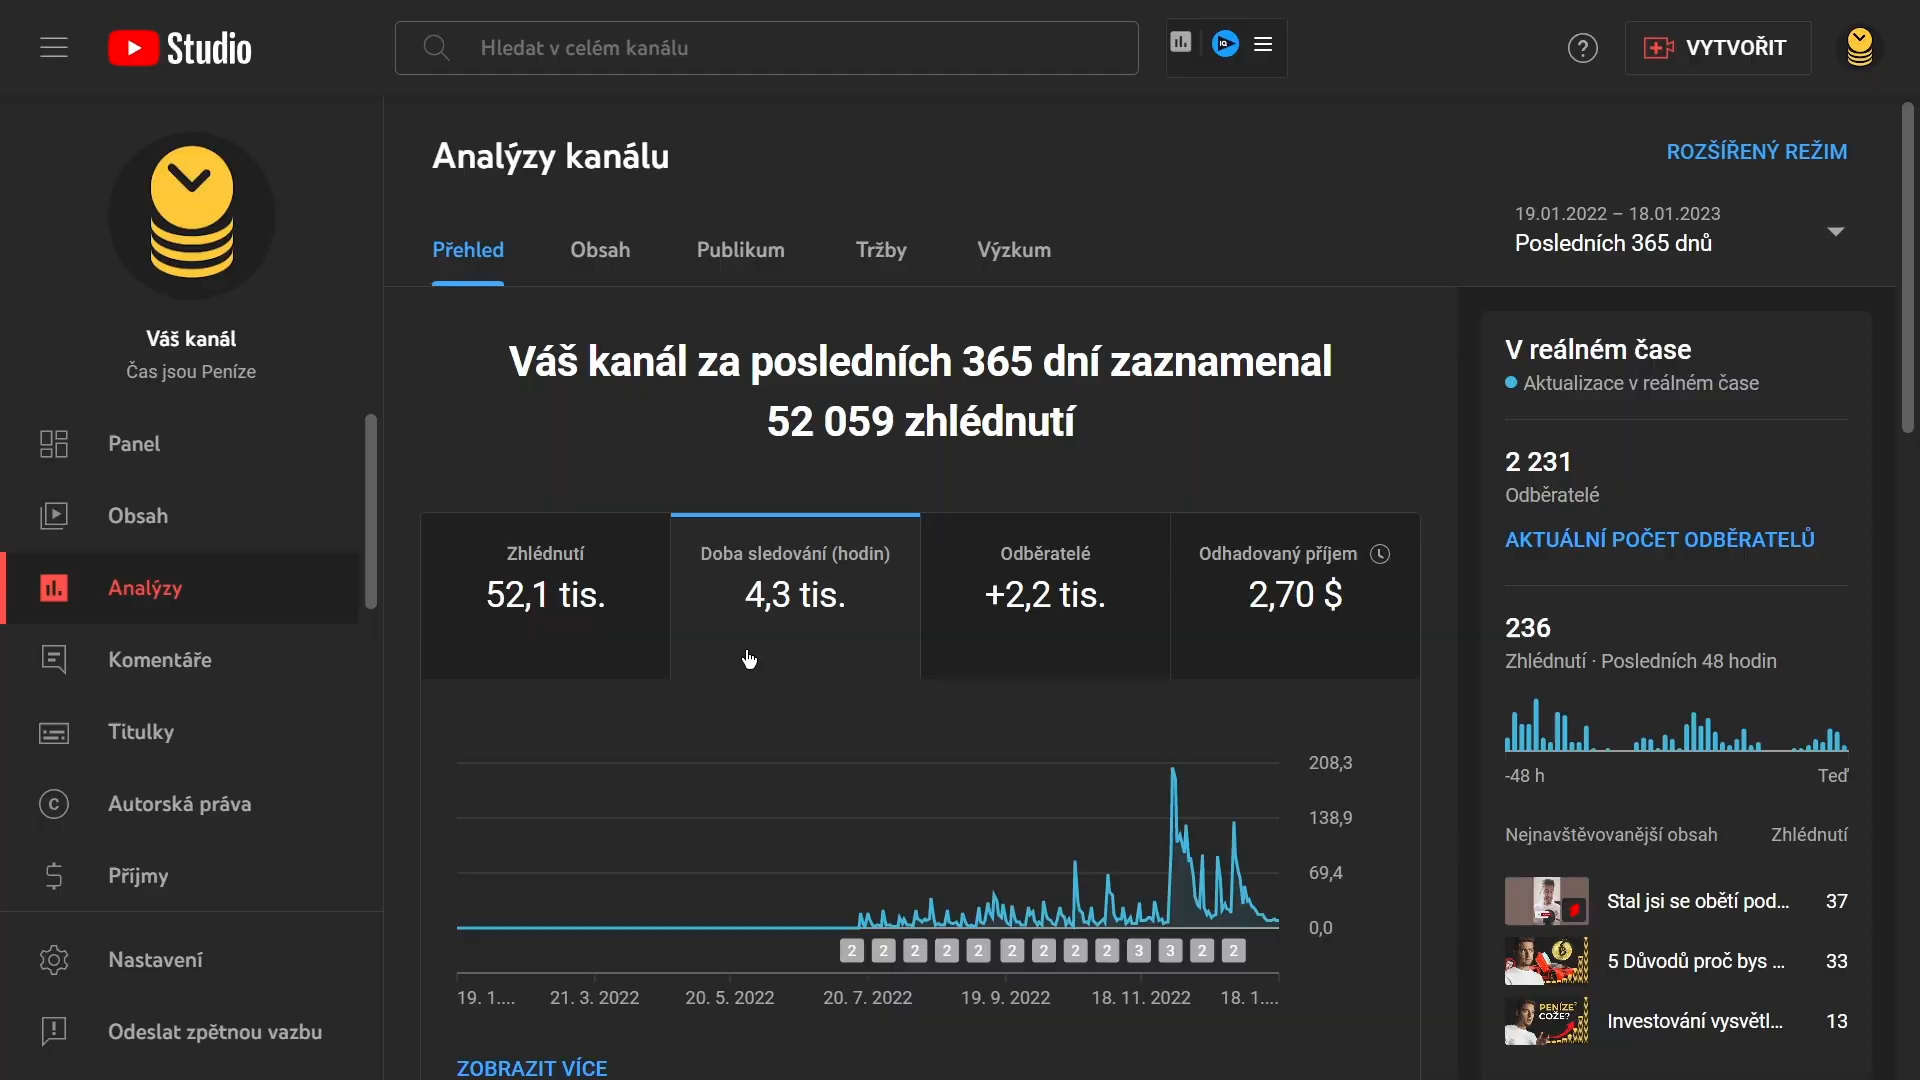 Studio
Hledat v celém kanálu
VYTVOŘIT
Váš kanál
Čas jsou Peníze
Panel
Obsah
Analýzy
Komentáře
Titulky
Autorská práva
Příjmy
Nastavení
Odeslat zpětnou vazbu
Analýzy kanálu
ROZŠÍŘENÝ REŽIM
19.01.2022 – 18.01.2023
Posledních 365 dnů
Přehled Obsah Publikum Tržby Výzkum
Váš kanál za posledních 365 dní zaznamenal
52 059 zhlédnutí
Zhlédnutí
52,1 tis.
Doba sledování (hodin)
4,3 tis.
Odběratelé
+2,2 tis.
Odhadovaný příjem
2,70 $
208,3
138,9
69,4
0,0
2 2 2 2 2 2 2 2 2 3 3 2 2
19. 1.... 21. 3. 2022 20. 5. 2022 20. 7. 2022 19. 9. 2022 18. 11. 2022 18. 1....
ZOBRAZIT VÍCE
V reálném čase
Aktualizace v reálném čase
2 231
Odběratelé
AKTUÁLNÍ POČET ODBĚRATELŮ
236
Zhlédnutí · Posledních 48 hodin
-48 h Teď
Nejnavštěvovanější obsah Zhlédnutí
Stal jsi se obětí pod... 37
5 Důvodů proč bys ... 33
PENÍZE?
COŽE?
Investování vysvětl... 13